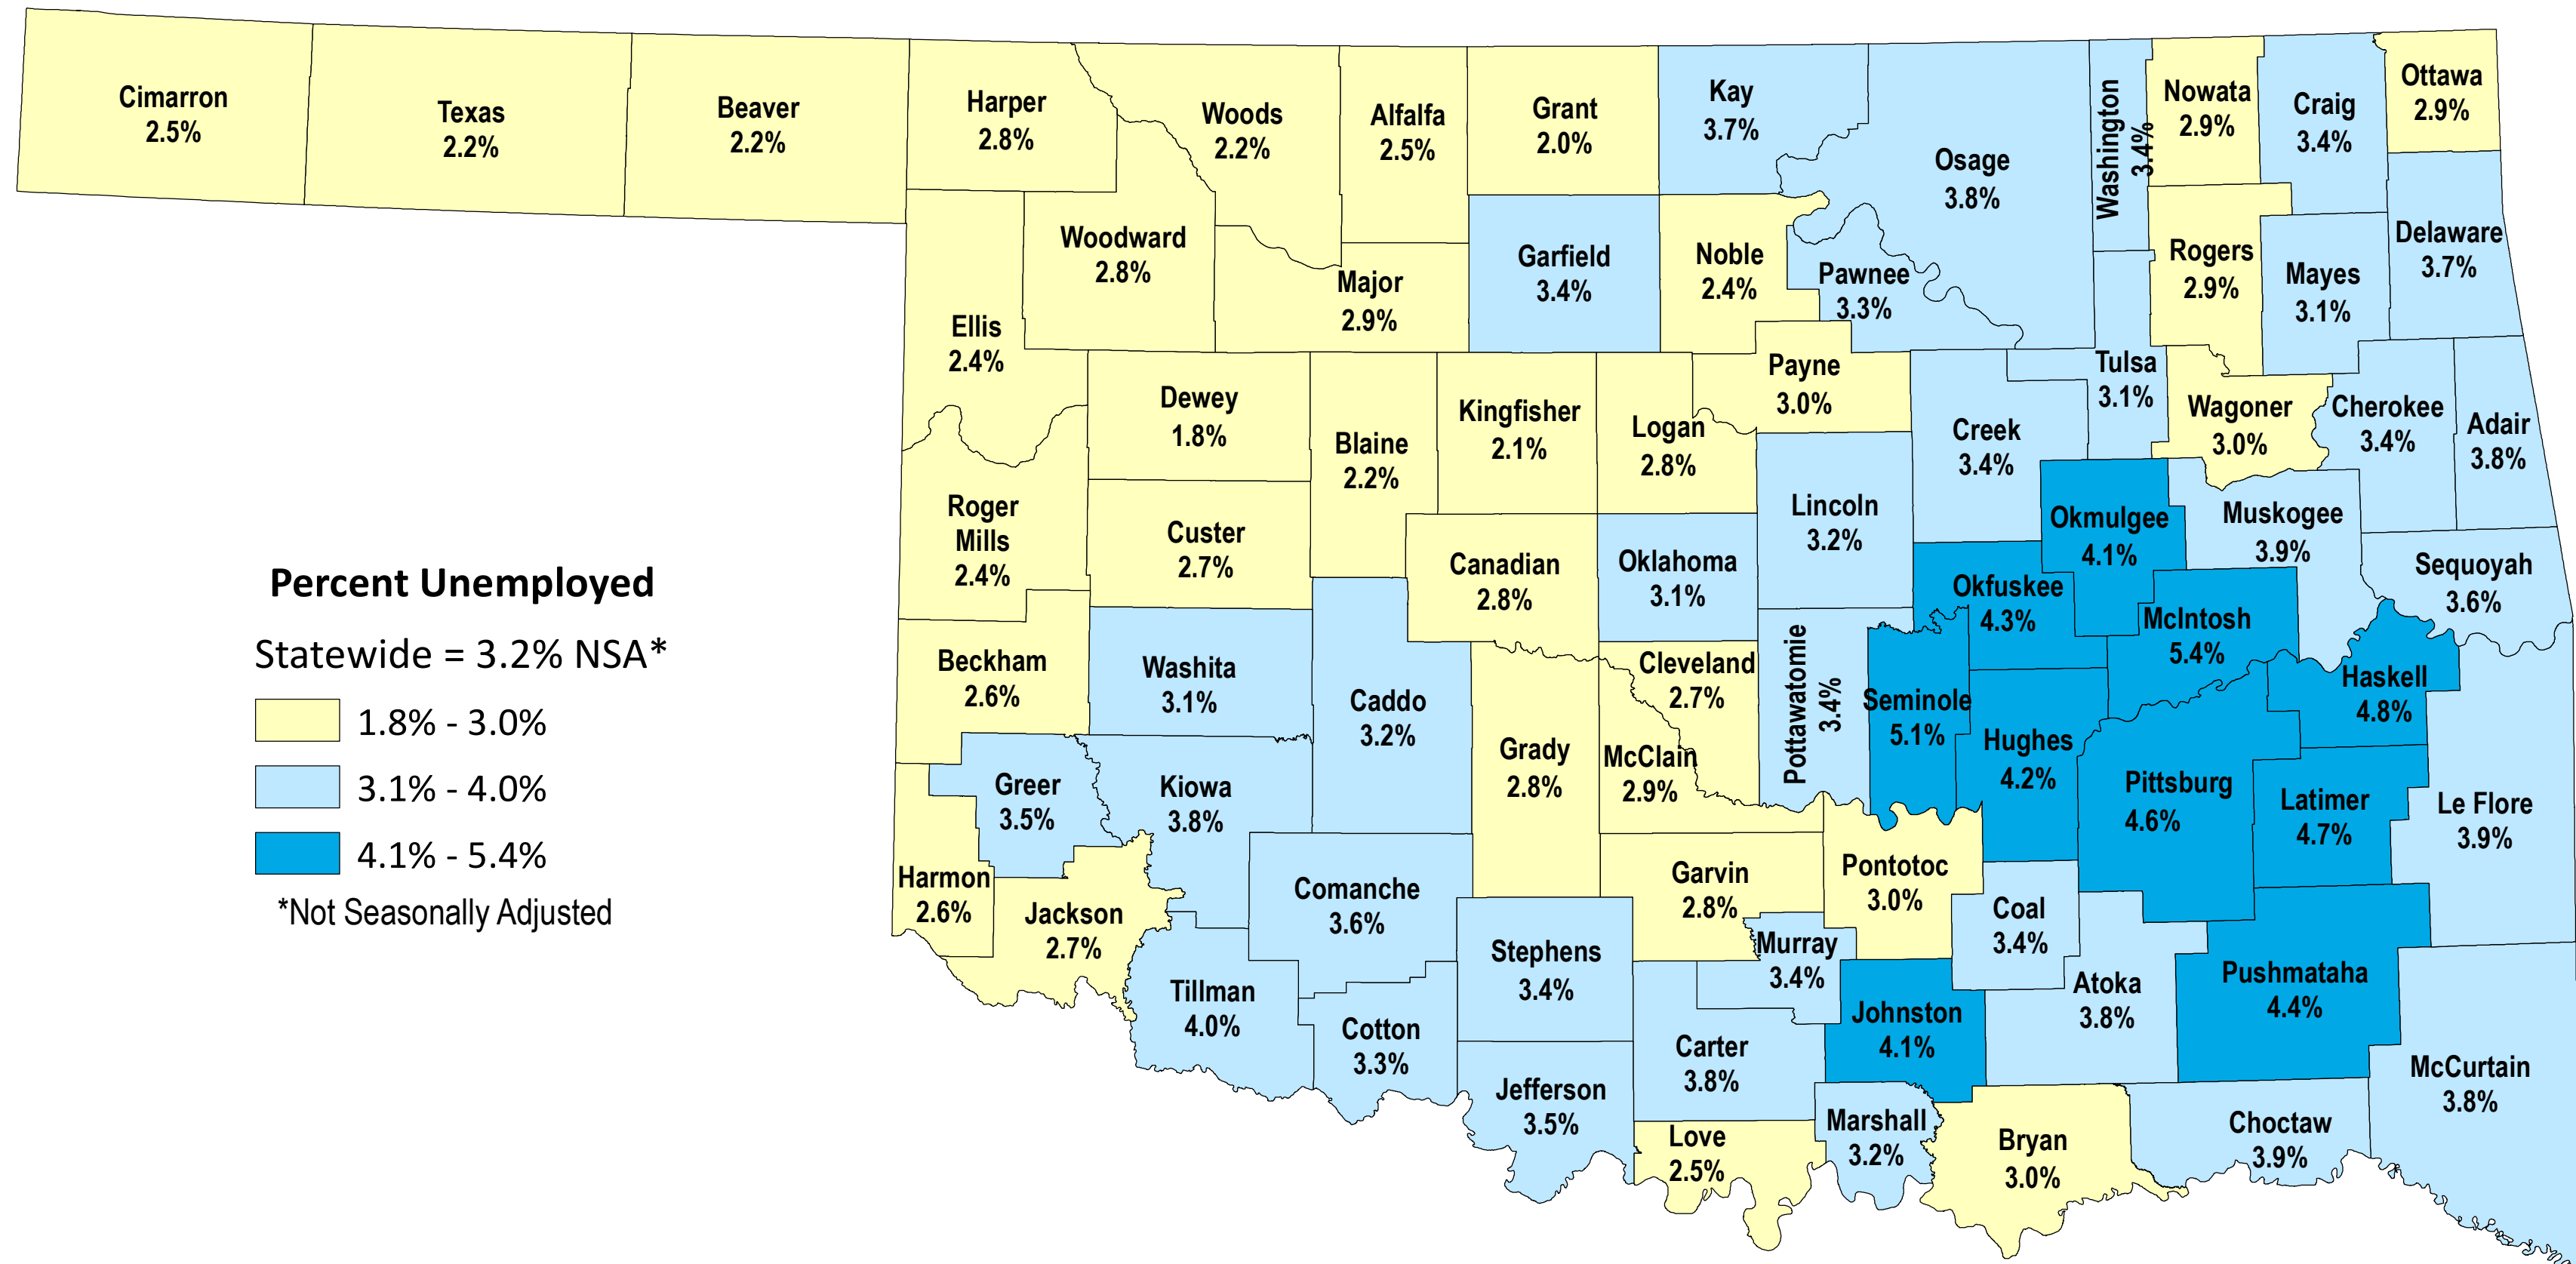 Cimarron
2.5%
Texas
2.2%
Beaver
2.2%
Harper
2.8%
Woods
2.2%
Alfalfa
2.5%
Grant
2.0%
Kay
3.7%
Osage
3.8%
Washington
3.4%
Nowata
2.9%
Craig
3.4%
Ottawa
2.9%
Woodward
2.8%
Major
2.9%
Garfield
3.4%
Noble
2.4%
Pawnee
3.3%
Rogers
2.9%
Mayes
3.1%
Delaware
3.7%
Ellis
2.4%
Dewey
1.8%
Blaine
2.2%
Kingfisher
2.1%
Logan
2.8%
Payne
3.0%
Creek
3.4%
Tulsa
3.1%
Wagoner
3.0%
Cherokee
3.4%
Adair
3.8%
Roger
Mills
2.4%
Custer
2.7%
Canadian
2.8%
Oklahoma
3.1%
Lincoln
3.2%
Okmulgee
4.1%
Muskogee
3.9%
Sequoyah
3.6%
Okfuskee
4.3%
McIntosh
5.4%
Haskell
4.8%
Beckham
2.6%
Washita
3.1%
Caddo
3.2%
Grady
2.8%
Cleveland
2.7%
McClain
2.9%
Pottawatomie
3.4%
Seminole
5.1%
Hughes
4.2%
Pittsburg
4.6%
Latimer
4.7%
Le Flore
3.9%
Greer
3.5%
Kiowa
3.8%
Harmon
2.6%
Jackson
2.7%
Comanche
3.6%
Garvin
2.8%
Pontotoc
3.0%
Coal
3.4%
Stephens
3.4%
Murray
3.4%
Johnston
4.1%
Atoka
3.8%
Pushmataha
4.4%
Tillman
4.0%
Cotton
3.3%
Jefferson
3.5%
Carter
3.8%
Love
2.5%
Marshall
3.2%
Bryan
3.0%
Choctaw
3.9%
McCurtain
3.8%
Percent Unemployed
Statewide = 3.2% NSA*
1.8% - 3.0%
3.1% - 4.0%
4.1% - 5.4%
*Not Seasonally Adjusted